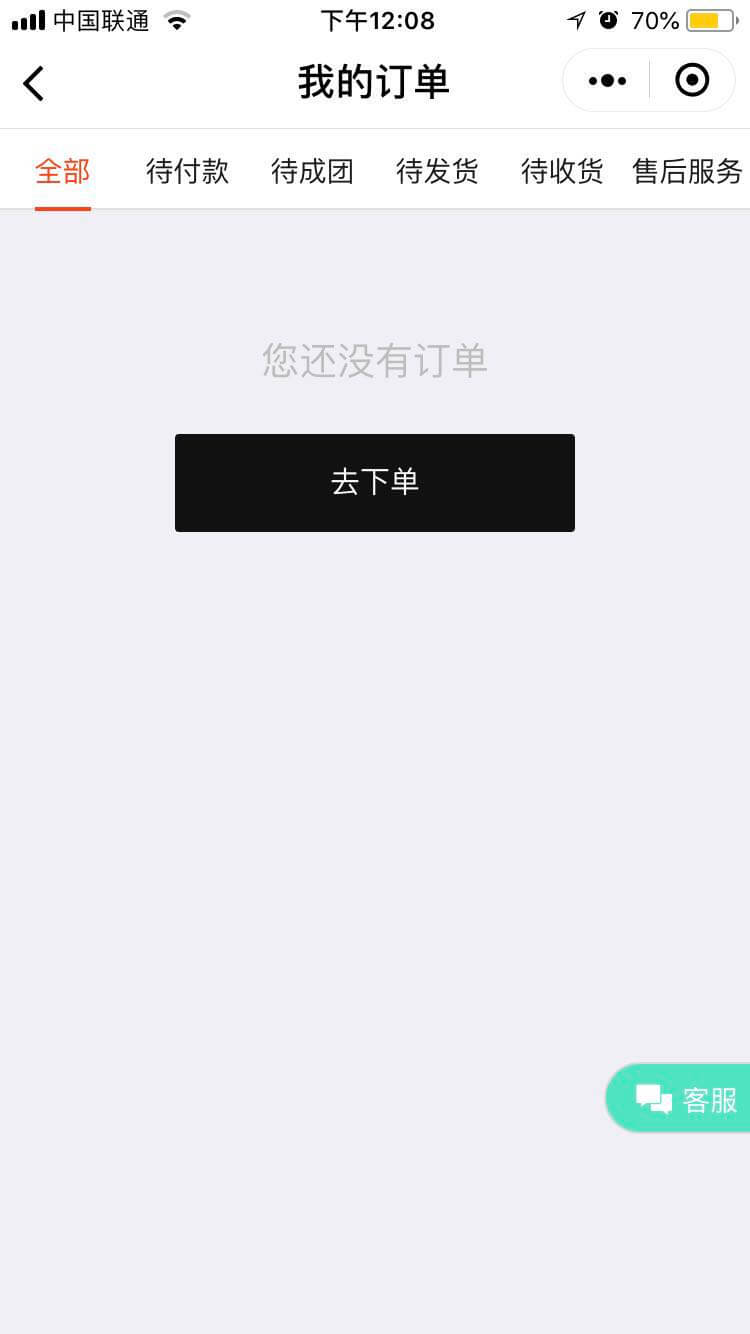 中国联通 下午12:08 70%
我的订单
全部 待付款 待成团 待发货 待收货 售后服务
您还没有订单
去下单
客服